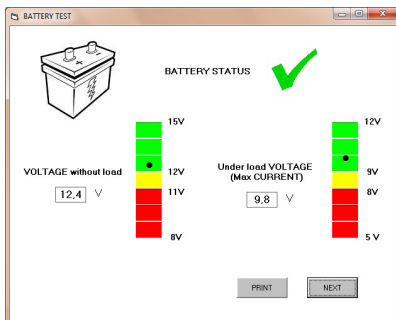 BATTERY TEST
BATTERY STATUS
VOLTAGE without load
12,4 V
15V
12V
11V
8V
Under load VOLTAGE
(Max CURRENT)
9,8 V
12V
9V
8V
5 V
PRINT
NEXT